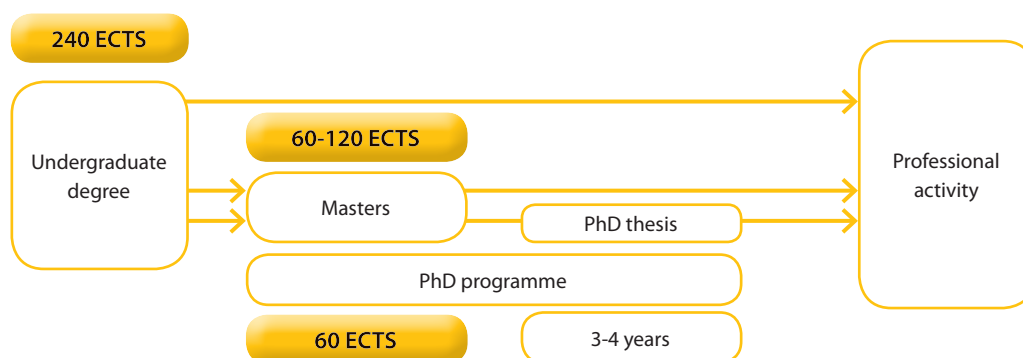 240 ECTS
Undergraduate
degree
60-120 ECTS
Masters
PhD thesis
Professional
activity
PhD programme
60 ECTS
3-4 years